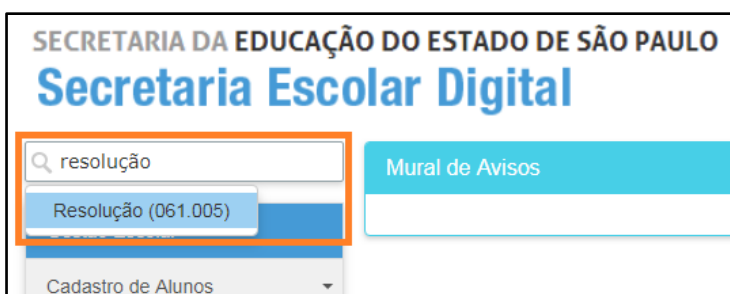 SECRETARIA DA EDUCAÇÃO DO ESTADO DE SÃO PAULO
Secretaria Escolar Digital
resolução
Mural de Avisos
Resolução (061.005)
Cadastro de Alunos